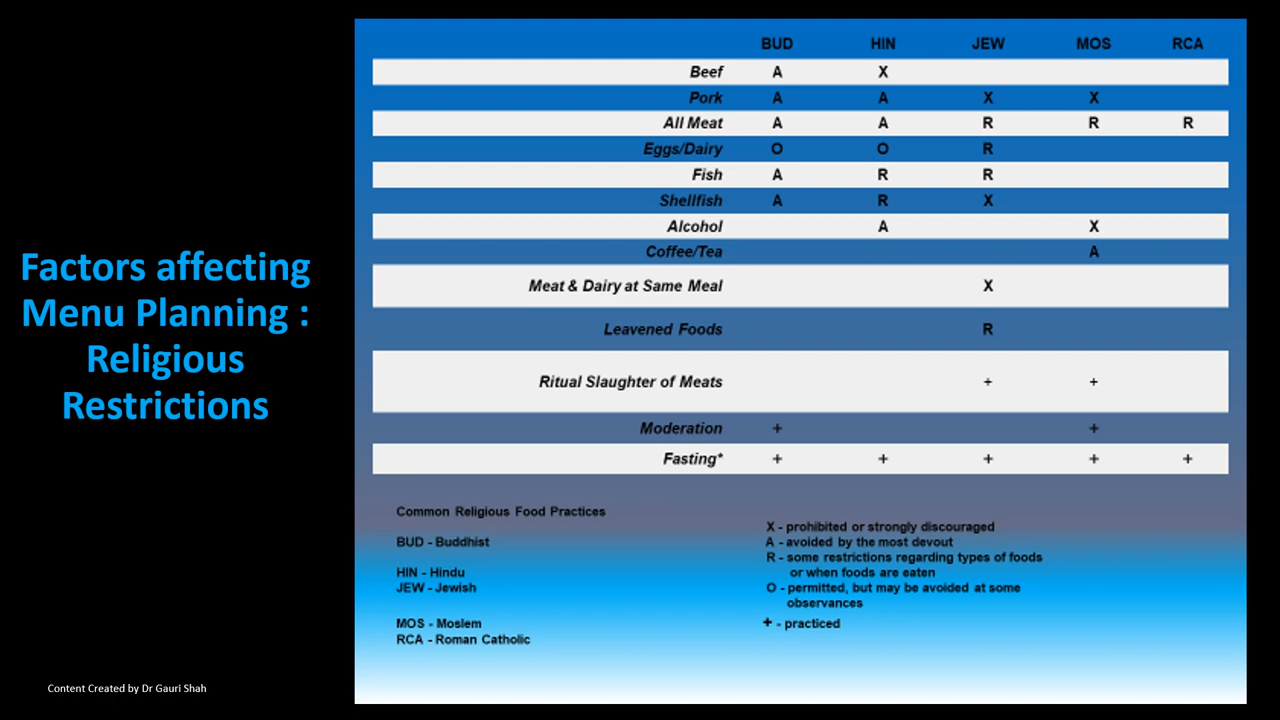 Factors affecting
Menu Planning :
Religious
Restrictions
Content Created by Dr Gauri Shah
BUD HIN JEW MOS RCA
Beef A X
Pork A A X X
All Meat A A R R R
Eggs/Dairy O O R
Fish A R R
Shellfish A R X
Alcohol A X
Coffee/Tea A
Meat & Dairy at Same Meal X
Leavened Foods R
Ritual Slaughter of Meats + +
Moderation + +
Fasting* + + + + +
Common Religious Food Practices
BUD - Buddhist
HIN - Hindu
JEW - Jewish
MOS - Moslem
RCA - Roman Catholic
X - prohibited or strongly discouraged
A - avoided by the most devout
R - some restrictions regarding types of foods
or when foods are eaten
O - permitted, but may be avoided at some
observances
+ - practiced